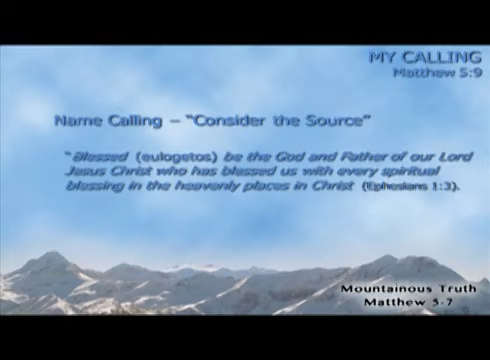 MY CALLING
Matthew 5:9
Name Calling – "Consider the Source"
"Blessed (eulogetos) be the God and Father of our Lord
Jesus Christ who has blessed us with every spiritual
blessing in the heavenly places in Christ (Ephesians 1:3).
Mountainous Truth
Matthew 5-7